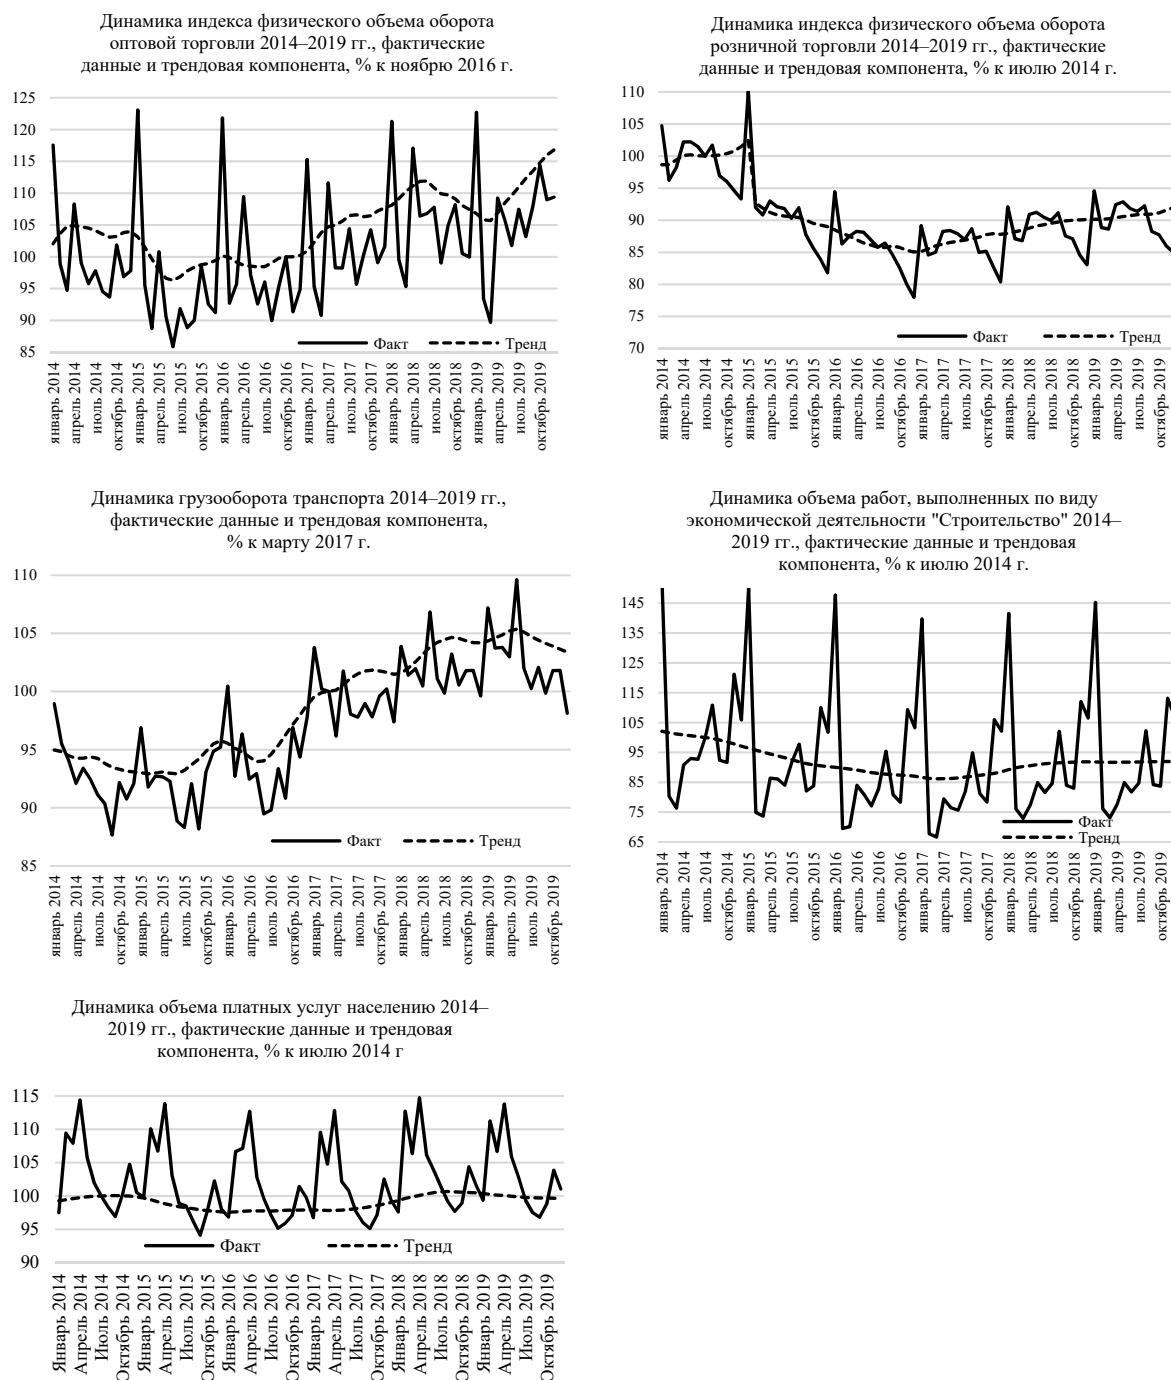 Динамика индекса физического объема оборота
оптовой торговли 2014–2019 гг., фактические
данные и трендовая компонента, % к ноябрю 2016 г.
125
120
115
110
105
100
95
90
85
Факт
Тренд
январь 2014
апрель 2014
июль 2014
октябрь 2014
январь 2015
апрель 2015
июль 2015
октябрь 2015
январь 2016
апрель 2016
июль 2016
октябрь 2016
январь 2017
апрель 2017
июль 2017
октябрь 2017
январь 2018
апрель 2018
июль 2018
октябрь 2018
январь 2019
апрель 2019
июль 2019
октябрь 2019
Динамика индекса физического объема оборота
розничной торговли 2014–2019 гг., фактические
данные и трендовая компонента, % к июлю 2014 г.
110
105
100
95
90
85
80
75
70
Факт
Тренд
январь 2014
апрель 2014
июль 2014
октябрь 2014
январь 2015
апрель 2015
июль 2015
октябрь 2015
январь 2016
апрель 2016
июль 2016
октябрь 2016
январь 2017
апрель 2017
июль 2017
октябрь 2017
январь 2018
апрель 2018
июль 2018
октябрь 2018
январь 2019
апрель 2019
июль 2019
октябрь 2019
Динамика грузооборота транспорта 2014–2019 гг.,
фактические данные и трендовая компонента,
% к марту 2017 г.
110
105
100
95
90
85
Факт
Тренд
январь 2014
апрель 2014
июль 2014
октябрь 2014
январь 2015
апрель 2015
июль 2015
октябрь 2015
январь 2016
апрель 2016
июль 2016
октябрь 2016
январь 2017
апрель 2017
июль 2017
октябрь 2017
январь 2018
апрель 2018
июль 2018
октябрь 2018
январь 2019
апрель 2019
июль 2019
октябрь 2019
Динамика объема работ, выполненных по виду
экономической деятельности "Строительство" 2014–
2019 гг., фактические данные и трендовая
компонента, % к июлю 2014 г.
145
135
125
115
105
95
85
75
65
Факт
Тренд
январь 2014
апрель 2014
июль 2014
октябрь 2014
январь 2015
апрель 2015
июль 2015
октябрь 2015
январь 2016
апрель 2016
июль 2016
октябрь 2016
январь 2017
апрель 2017
июль 2017
октябрь 2017
январь 2018
апрель 2018
июль 2018
октябрь 2018
январь 2019
апрель 2019
июль 2019
октябрь 2019
Динамика объема платных услуг населению 2014–
2019 гг., фактические данные и трендовая
компонента, % к июлю 2014 г
115
110
105
100
95
90
Факт
Тренд
Январь 2014
Апрель 2014
Июль 2014
Октябрь 2014
Январь 2015
Апрель 2015
Июль 2015
Октябрь 2015
Январь 2016
Апрель 2016
Июль 2016
Октябрь 2016
Январь 2017
Апрель 2017
Июль 2017
Октябрь 2017
Январь 2018
Апрель 2018
Июль 2018
Октябрь 2018
Январь 2019
Апрель 2019
Июль 2019
Октябрь 2019